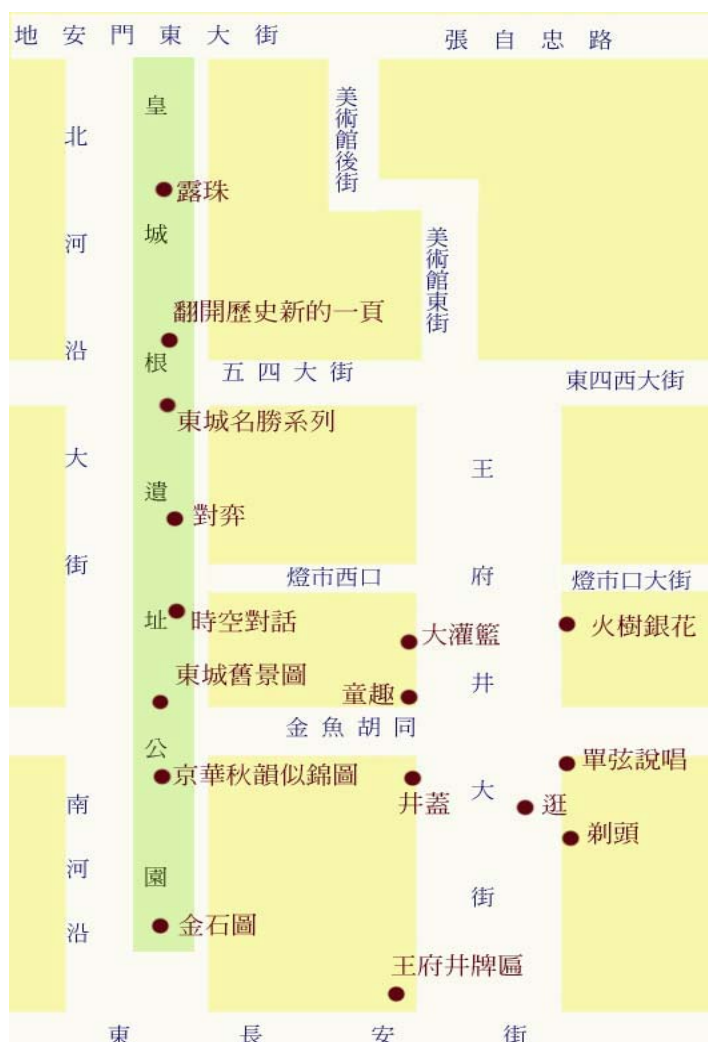 地安門東大街
張自忠路
美術館後街
北河沿大街
皇城根遺址公園
露珠
美術館東街
翻開歷史新的一頁
五四大街
東四西大街
東城名勝系列
王府井大街
對弈
燈市西口
燈市口大街
時空對話
大灌籃
火樹銀花
東城舊景圖
童趣
金魚胡同
單弦說唱
京華秋韻似錦圖
井蓋
逛
南河沿
剃頭
金石圖
王府井牌匾
東長安街